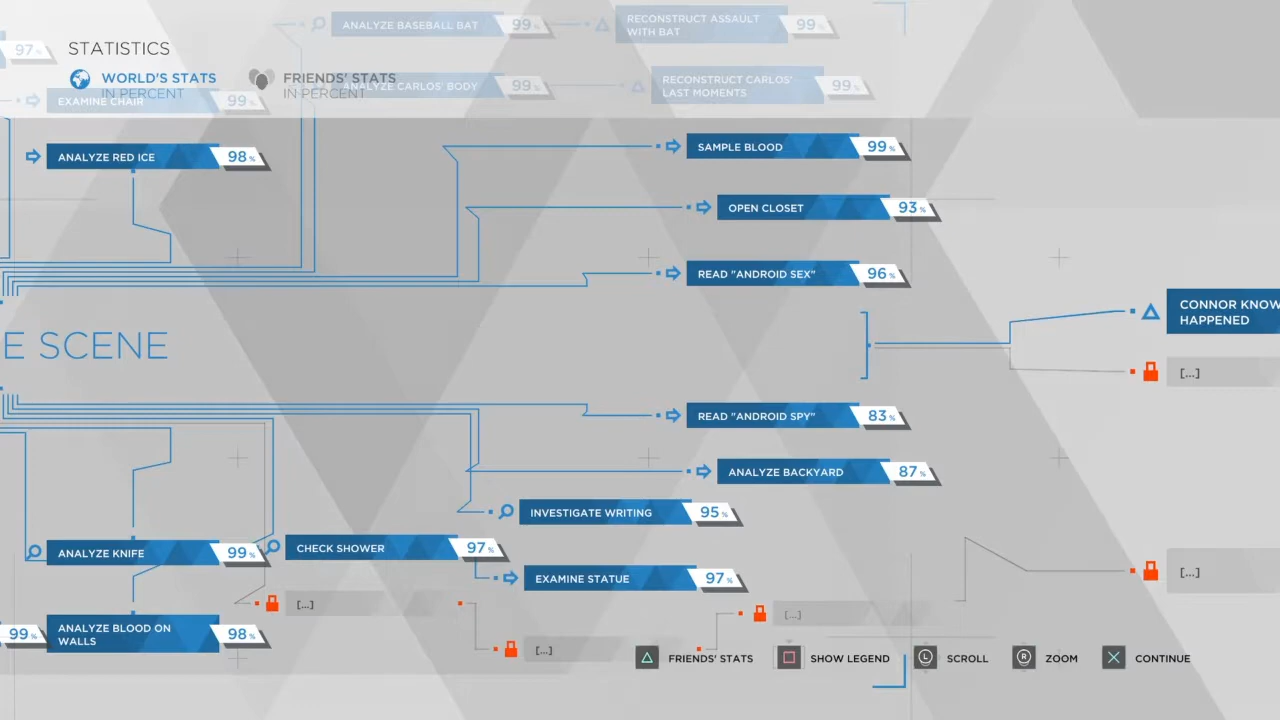 ANALYZE BASEBALL BAT 99%
RECONSTRUCT ASSAULT
WITH BAT 99%
97%
STATISTICS
WORLD'S STATS
IN PERCENT
FRIENDS' STATS
IN PERCENT
ANALYZE CARLOS' BODY 99%
RECONSTRUCT CARLOS'
LAST MOMENTS 99%
EXAMINE CHAIR 99%
ANALYZE RED ICE 98%
SAMPLE BLOOD 99%
OPEN CLOSET 93%
READ "ANDROID SEX" 96%
CONNOR KNOW
HAPPENED
E SCENE
[...]
READ "ANDROID SPY" 83%
ANALYZE BACKYARD 87%
INVESTIGATE WRITING 95%
ANALYZE KNIFE 99%
CHECK SHOWER 97%
EXAMINE STATUE 97%
[...]
[...]
[...]
99%
ANALYZE BLOOD ON
WALLS 98%
[...]
FRIENDS' STATS
SHOW LEGEND
L SCROLL
R ZOOM
CONTINUE